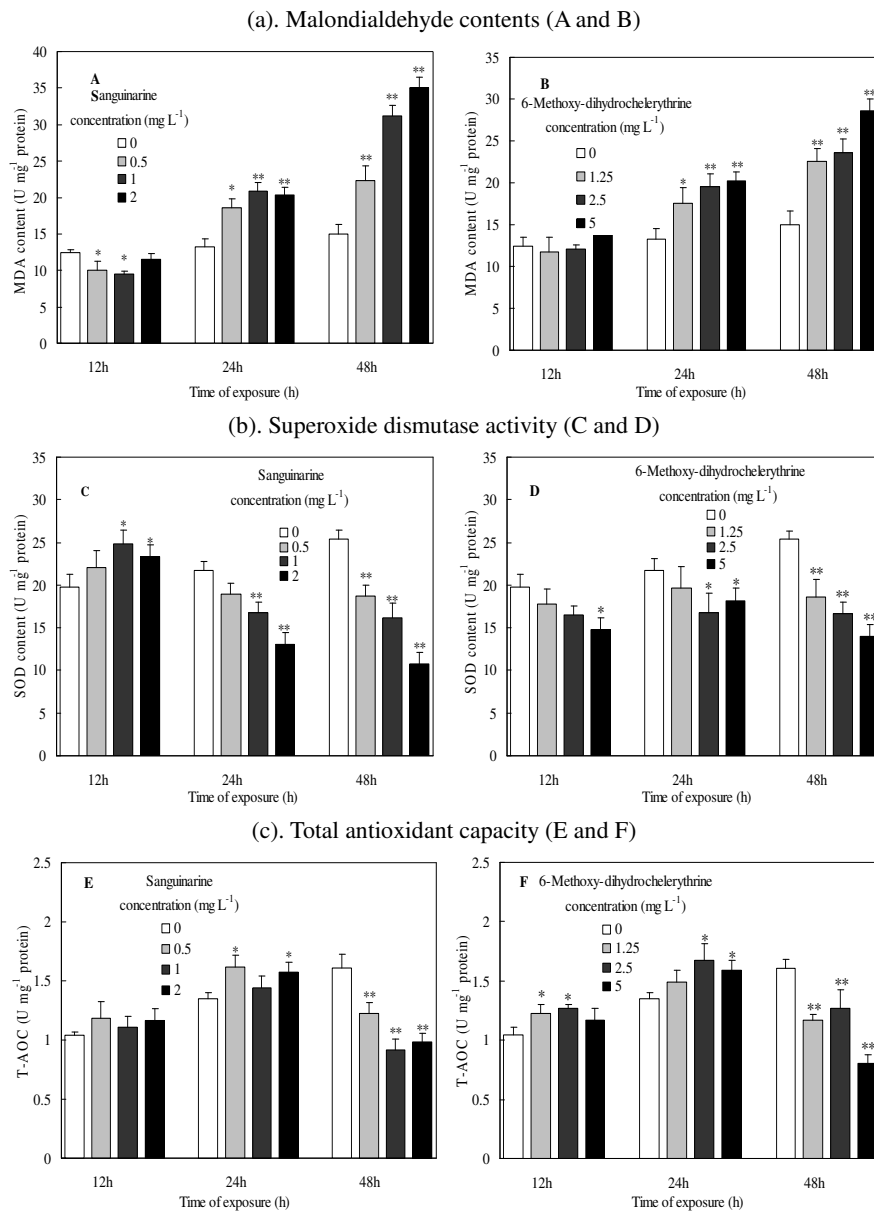 (a). Malondialdehyde contents (A and B)
A
Sanguinarine
concentration (mg L-1)
0
0.5
1
2
MDA content (U mg-1 protein)
40
35
30
25
20
15
10
5
0
* * * ** ** ** ** **
12h 24h 48h
Time of exposure (h)
B
6-Methoxy-dihydrochelerythrine
concentration (mg L-1)
0
1.25
2.5
5
MDA content (U mg-1 protein)
35
30
25
20
15
10
5
0
* ** ** ** ** **
12h 24h 48h
Time of exposure (h)
(b). Superoxide dismutase activity (C and D)
C
Sanguinarine
concentration (mg L-1)
0
0.5
1
2
SOD content (U mg-1 protein)
35
30
25
20
15
10
5
0
* * ** ** ** ** **
12h 24h 48h
Time of exposure (h)
D
6-Methoxy-dihydrochelerythrine
concentration (mg L-1)
0
1.25
2.5
5
SOD content (U mg-1 protein)
35
30
25
20
15
10
5
0
* * * ** ** **
12h 24h 48h
Time of exposure (h)
(c). Total antioxidant capacity (E and F)
E
Sanguinarine
concentration (mg L-1)
0
0.5
1
2
T-AOC (U mg-1 protein)
2.5
2
1.5
1
0.5
0
* * ** ** **
12h 24h 48h
Time of exposure (h)
F
6-Methoxy-dihydrochelerythrine
concentration (mg L-1)
0
1.25
2.5
5
T-AOC (U mg-1 protein)
2.5
2
1.5
1
0.5
0
* * * * ** ** **
12h 24h 48h
Time of exposure (h)